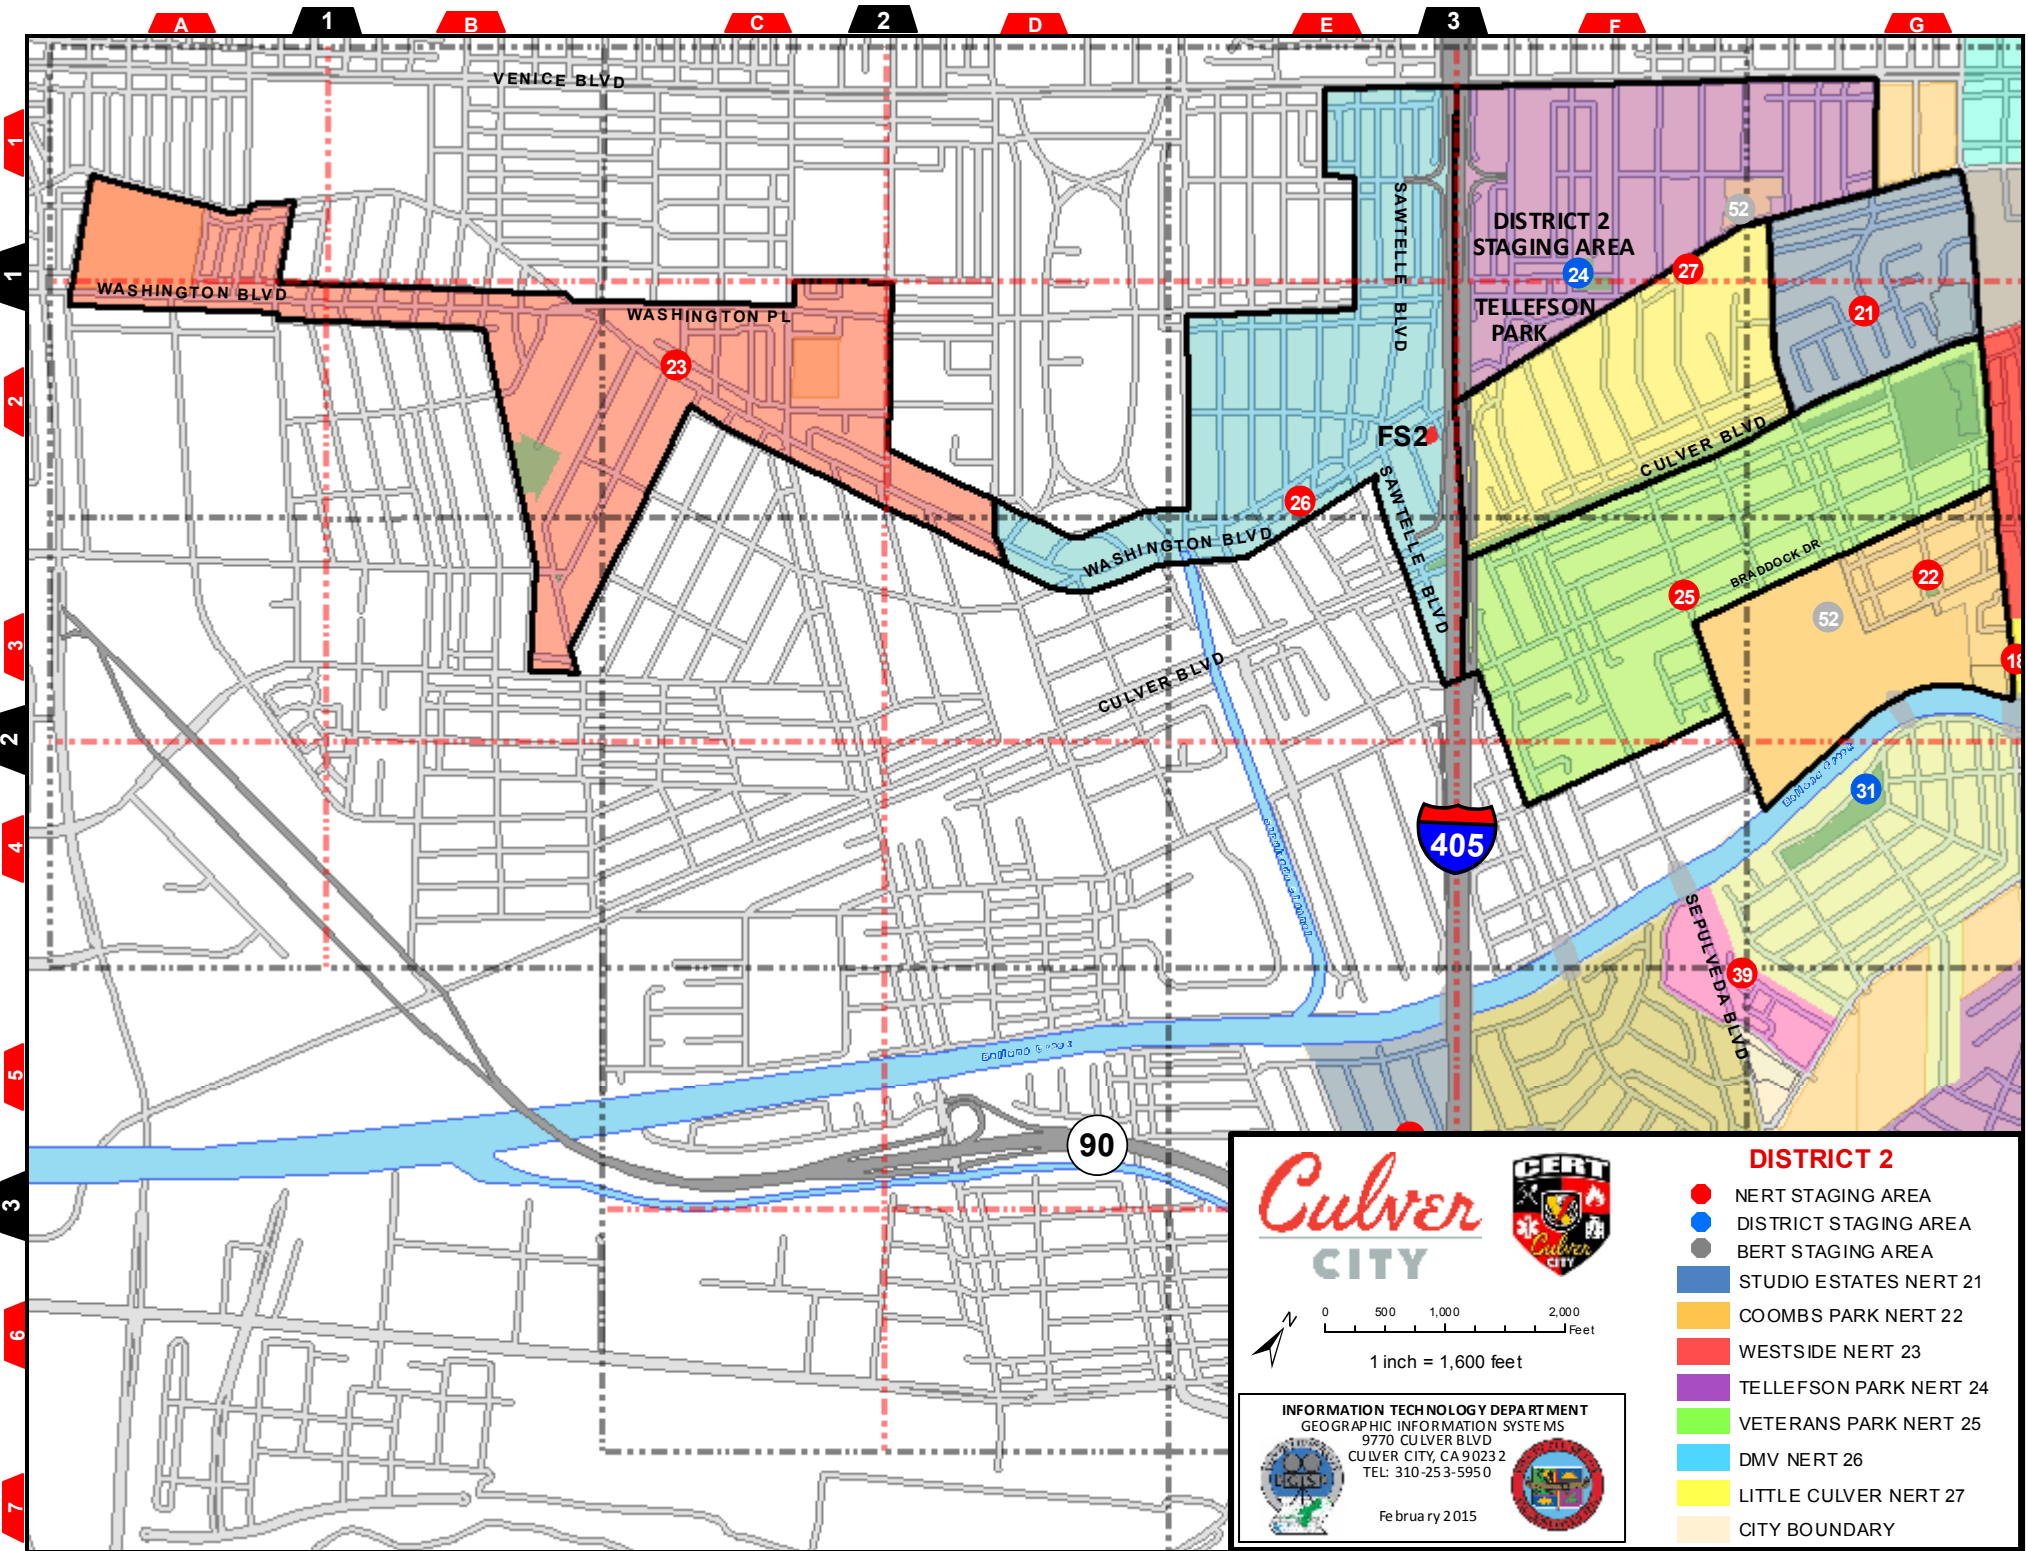 A 1 B C 2 D E 3 F G
VENICE BLVD
1
SAWTELLE BLVD
52
DISTRICT 2
STAGING AREA
24
27
1
WASHINGTON BLVD
WASHINGTON PL
TELLEFSON
PARK
21
23
2
FS2
CULVER BLVD
SAWTELLE BLVD
26
WASHINGTON BLVD
BRADDOCK DR
22
25
52
3
18
CULVER BLVD
2
Ballona Creek
31
405
4
SEPULVEDA BLVD
39
Ballona Creek
5
90
3
6
7
Culver
CITY
CERT
Culver
CITY
N
0 500 1,000 2,000
Feet
1 inch = 1,600 feet
INFORMATION TECHNOLOGY DEPARTMENT
GEOGRAPHIC INFORMATION SYSTEMS
9770 CULVER BLVD
CULVER CITY, CA 90232
TEL: 310-253-5950
February 2015
DISTRICT 2
NERT STAGING AREA
DISTRICT STAGING AREA
BERT STAGING AREA
STUDIO ESTATES NERT 21
COOMBS PARK NERT 22
WESTSIDE NERT 23
TELLEFSON PARK NERT 24
VETERANS PARK NERT 25
DMV NERT 26
LITTLE CULVER NERT 27
CITY BOUNDARY